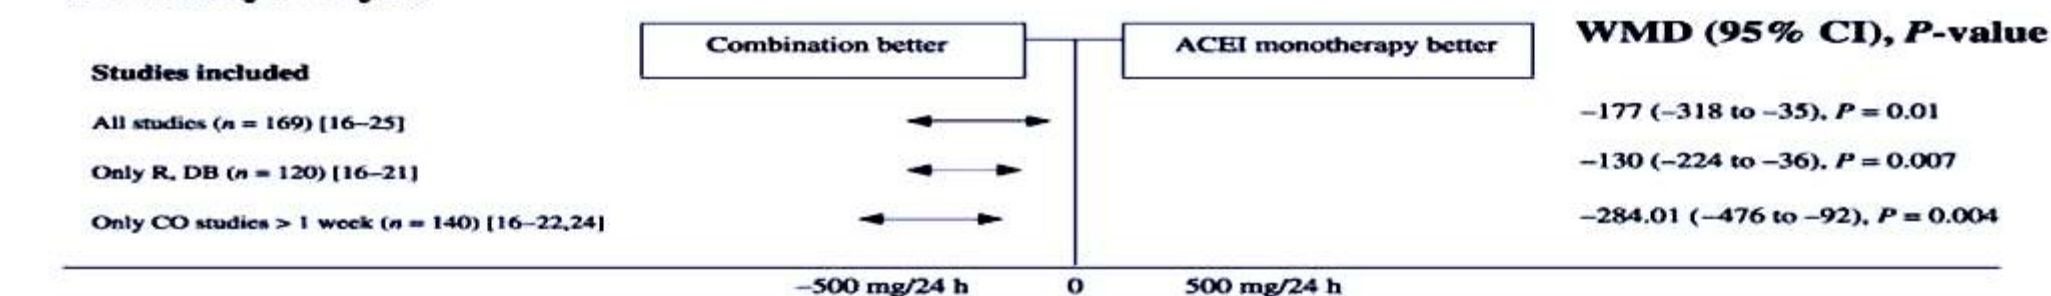 Combination better
ACEI monotherapy better
WMD (95% CI), P-value
Studies included
All studies (n = 169) [16–25]
−177 (−318 to −35), P = 0.01
Only R, DB (n = 120) [16–21]
−130 (−224 to −36), P = 0.007
Only CO studies > 1 week (n = 140) [16–22,24]
−284.01 (−476 to −92), P = 0.004
−500 mg/24 h
0
500 mg/24 h